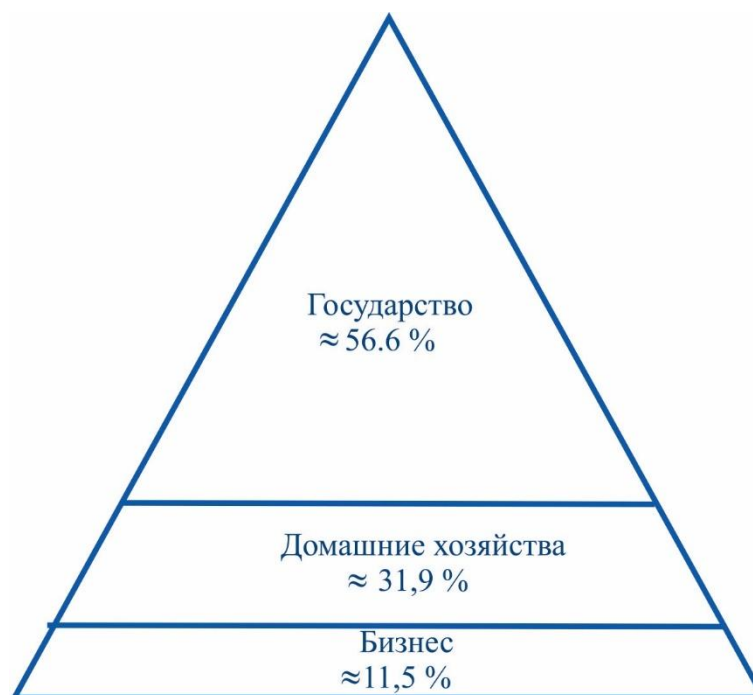 Государство
≈ 56.6 %
Домашние хозяйства
≈ 31,9 %
Бизнес
≈11,5 %